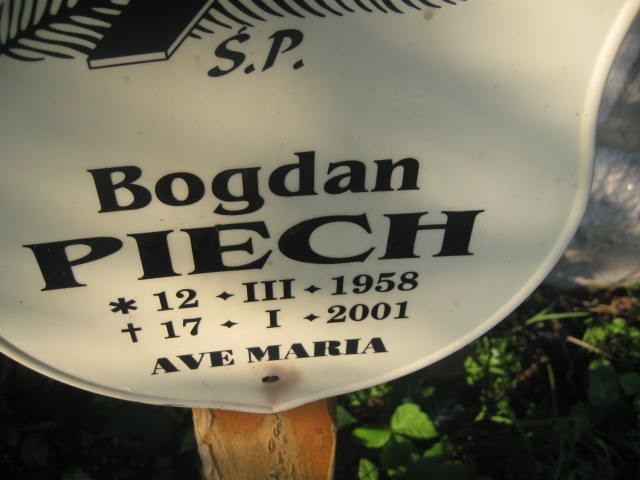 Ś.P.
Bogdan
PIECH
* 12 ✦ III ✦ 1958
† 17 ✦ I ✦ 2001
AVE MARIA